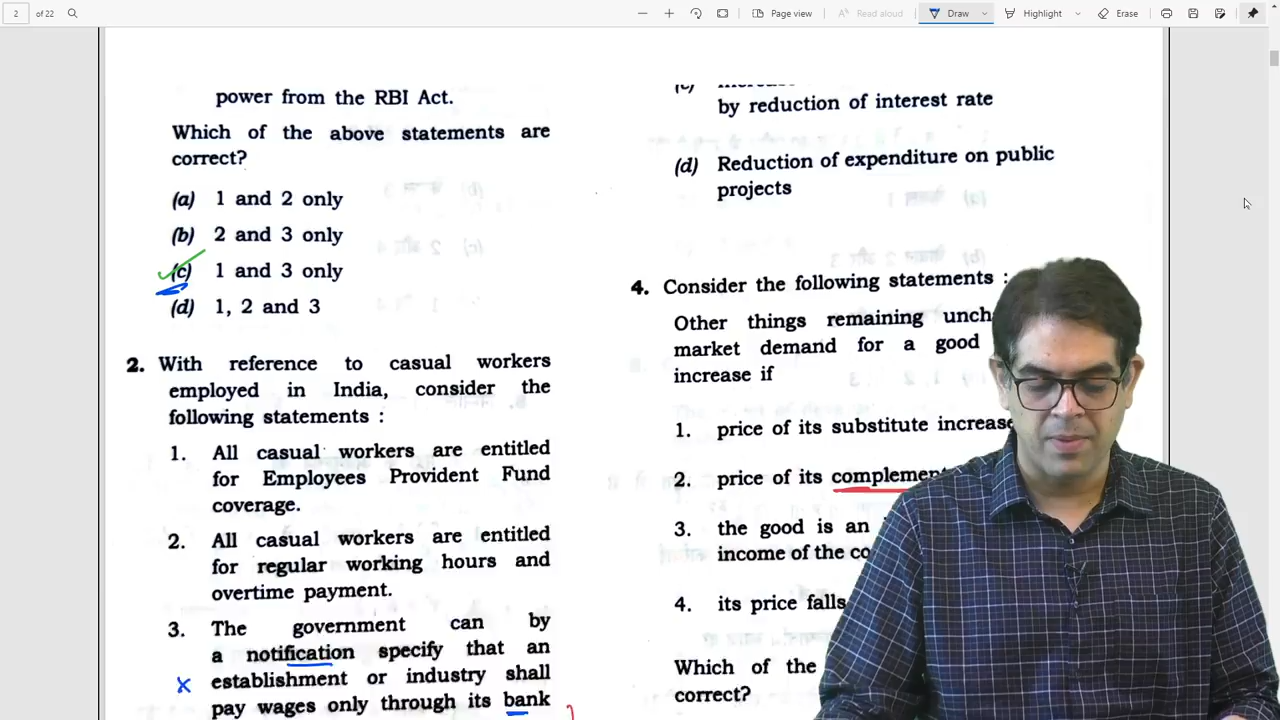 2 of 22
Page view
Read aloud
Draw
Highlight
Erase
power from the RBI Act.
Which of the above statements are
correct?
(a) 1 and 2 only
(b) 2 and 3 only
(c) 1 and 3 only
(d) 1, 2 and 3
2. With reference to casual workers
employed in India, consider the
following statements :
1. All casual workers are entitled
for Employees Provident Fund
coverage.
2. All casual workers are entitled
for regular working hours and
overtime payment.
3. The government can by
a notification specify that an
establishment or industry shall
pay wages only through its bank
by reduction of interest rate
(d) Reduction of expenditure on public
projects
4. Consider the following statements :
Other things remaining
market demand for a good
increase if
1. price of its substitute
2. price of its
3. the good is an
income of the
4. its price falls
Which of the
correct?